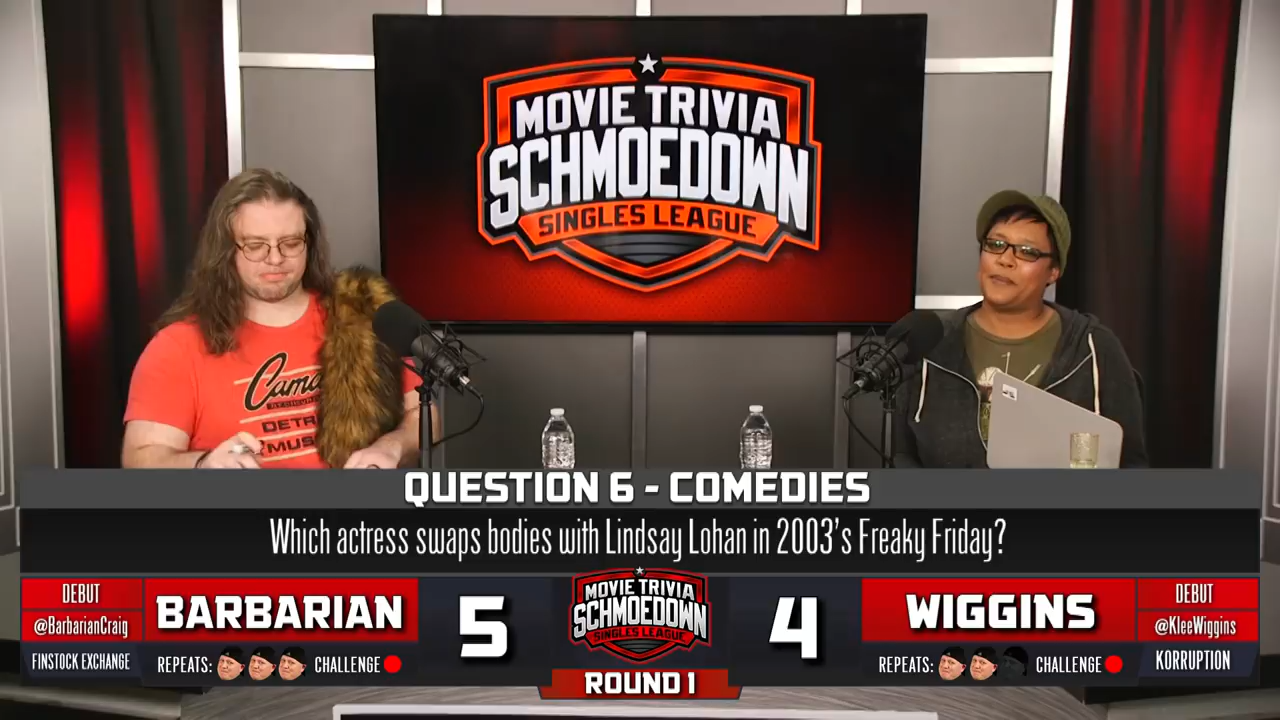 MOVIE TRIVIA
SCHMOEDOWN
SINGLES LEAGUE
DETR
MUS
QUESTION 6 - COMEDIES
Which actress swaps bodies with Lindsay Lohan in 2003's Freaky Friday?
DEBUT
@BarbarianCraig
FINSTOCK EXCHANGE
BARBARIAN
REPEATS:
CHALLENGE
5
MOVIE TRIVIA
SCHMOEDOWN
SINGLES LEAGUE
ROUND 1
4
WIGGINS
REPEATS:
CHALLENGE
DEBUT
@KleeWiggins
KORRUPTION